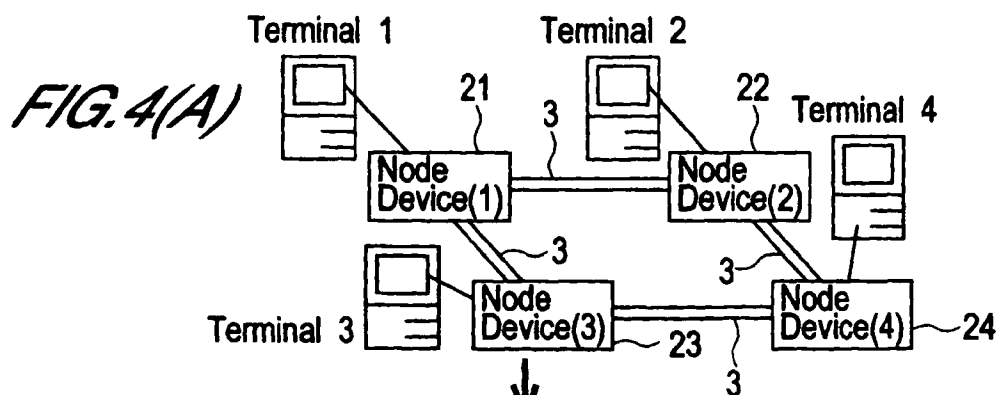 Terminal 1
Terminal 2
FIG.4(A)
21
22
3
Terminal 4
Node
Device(1)
Node
Device(2)
3
3
Node
Device(3)
Node
Device(4)
Terminal 3
23
24
3